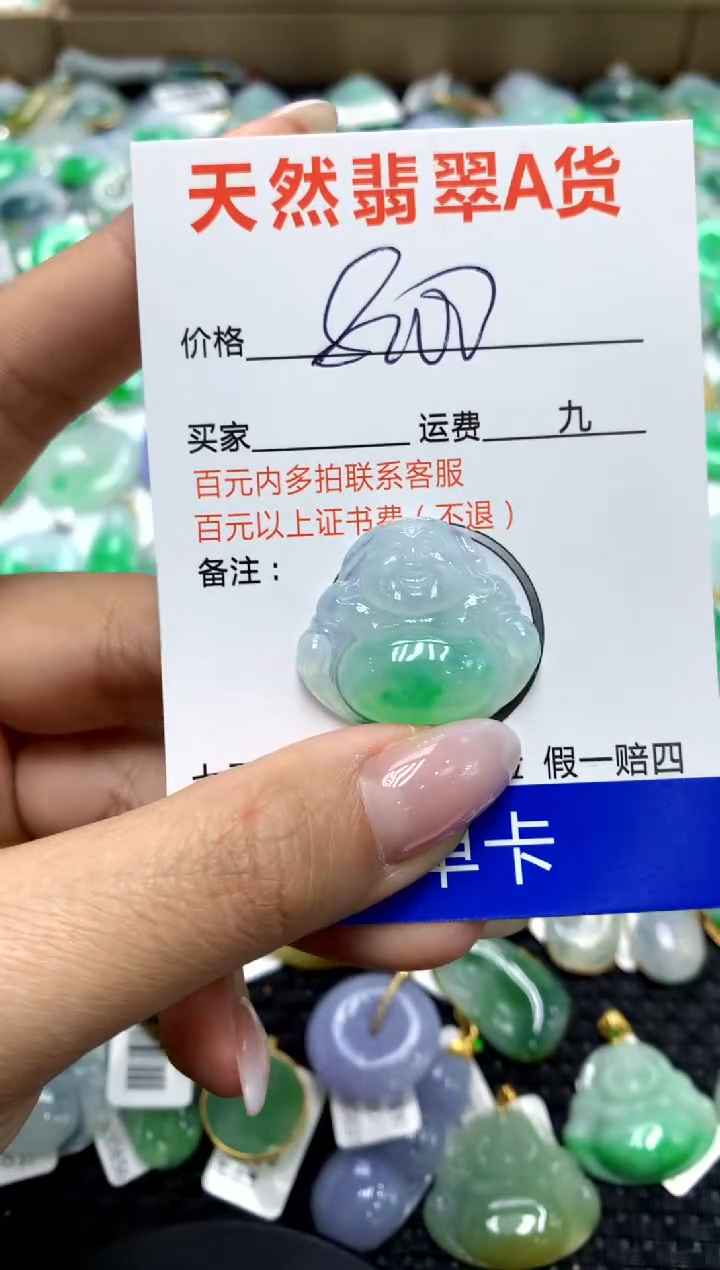 天然翡翠A货
价格 800
买家 运费 九
百元内多拍联系客服
百元以上证书费（不退）
备注：
假一赔四
卡